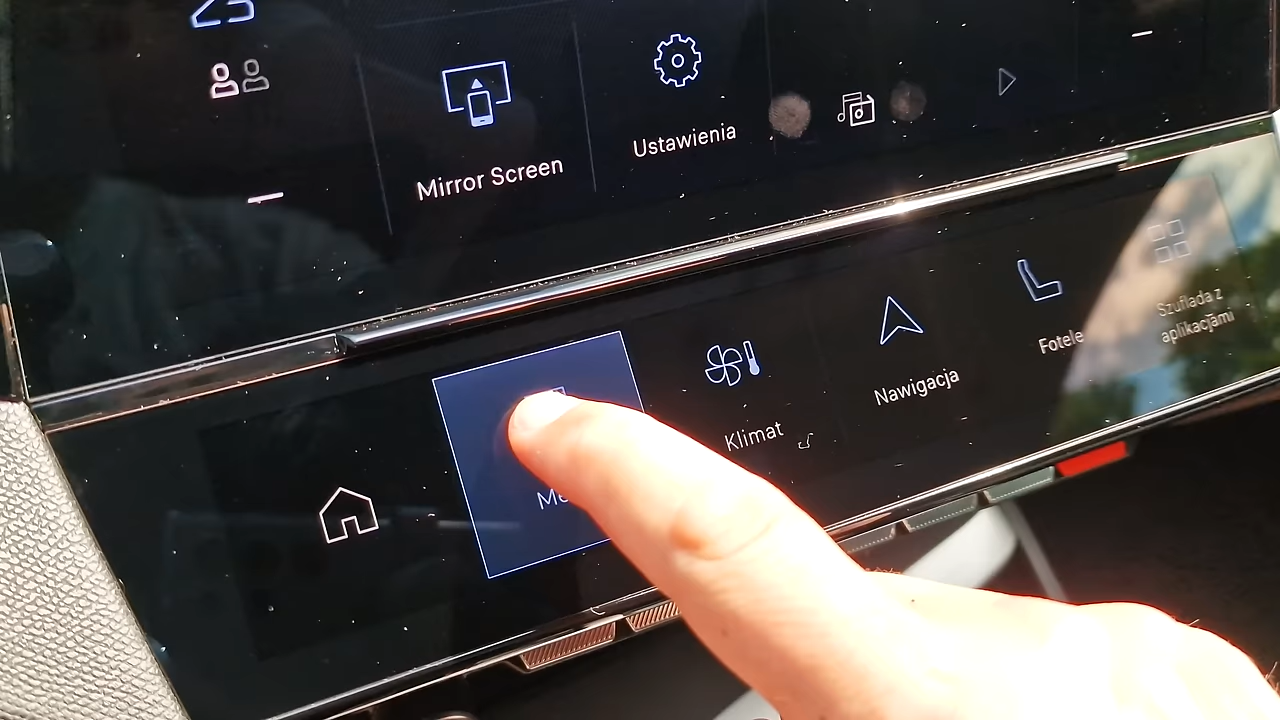 Mirror Screen
Ustawienia
Klimat
Nawigacja
Fotele
Szuflada z
aplikacjami